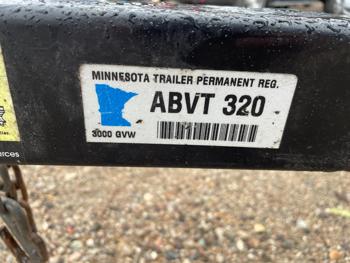 MINNESOTA TRAILER PERMANENT REG.
ABVT 320
3000 GVW